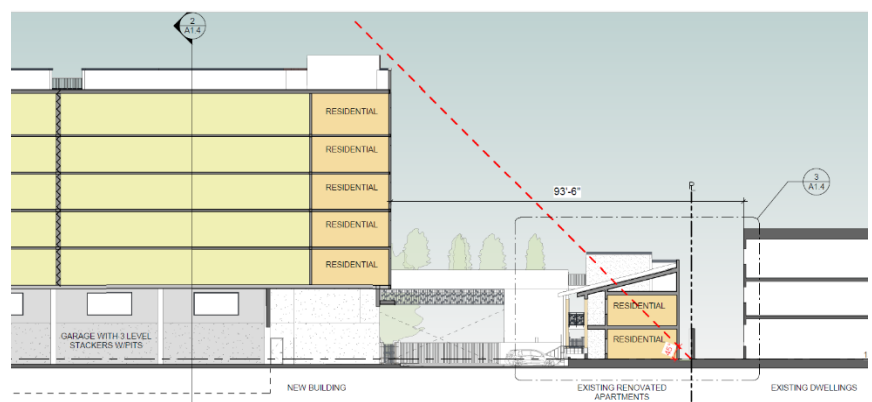 2
A1.4
RESIDENTIAL
RESIDENTIAL
RESIDENTIAL
RESIDENTIAL
RESIDENTIAL
93'-6"
3
A1.4
RESIDENTIAL
RESIDENTIAL
45°
GARAGE WITH 3 LEVEL
STACKERS W/PITS
NEW BUILDING
EXISTING RENOVATED
APARTMENTS
EXISTING DWELLINGS